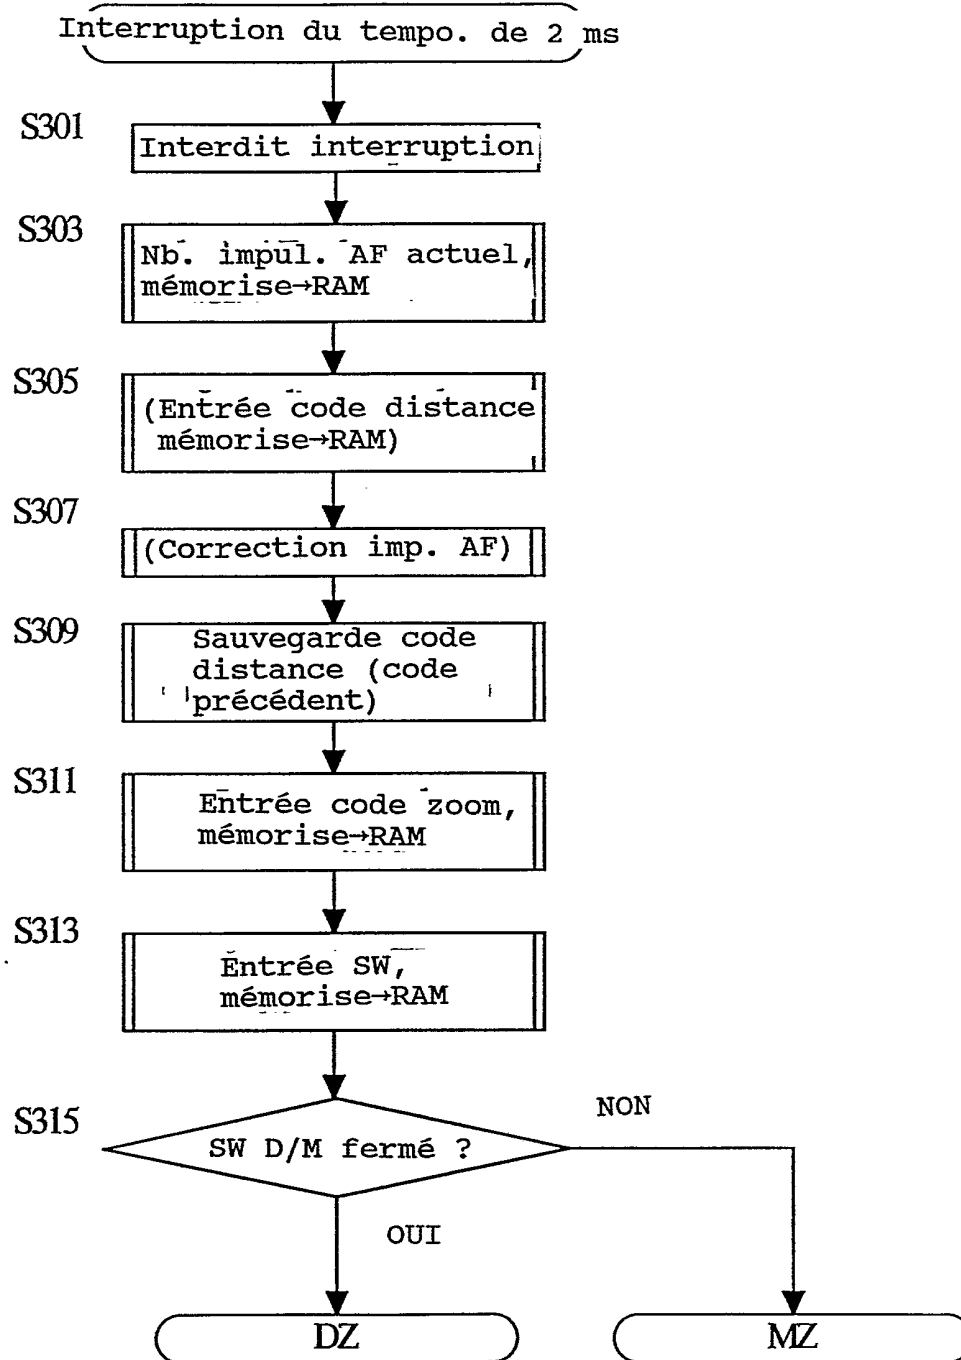 Interruption du tempo. de 2 ms
S301
Interdit interruption
S303
Nb. impul. AF actuel,
mémorise→RAM
S305
(Entrée code distance
mémorise→RAM)
S307
(Correction imp. AF)
S309
Sauvegarde code
distance (code
précédent)
S311
Entrée code zoom,
mémorise→RAM
S313
Entrée SW,
mémorise→RAM
S315
SW D/M fermé ?
NON
OUI
DZ
MZ